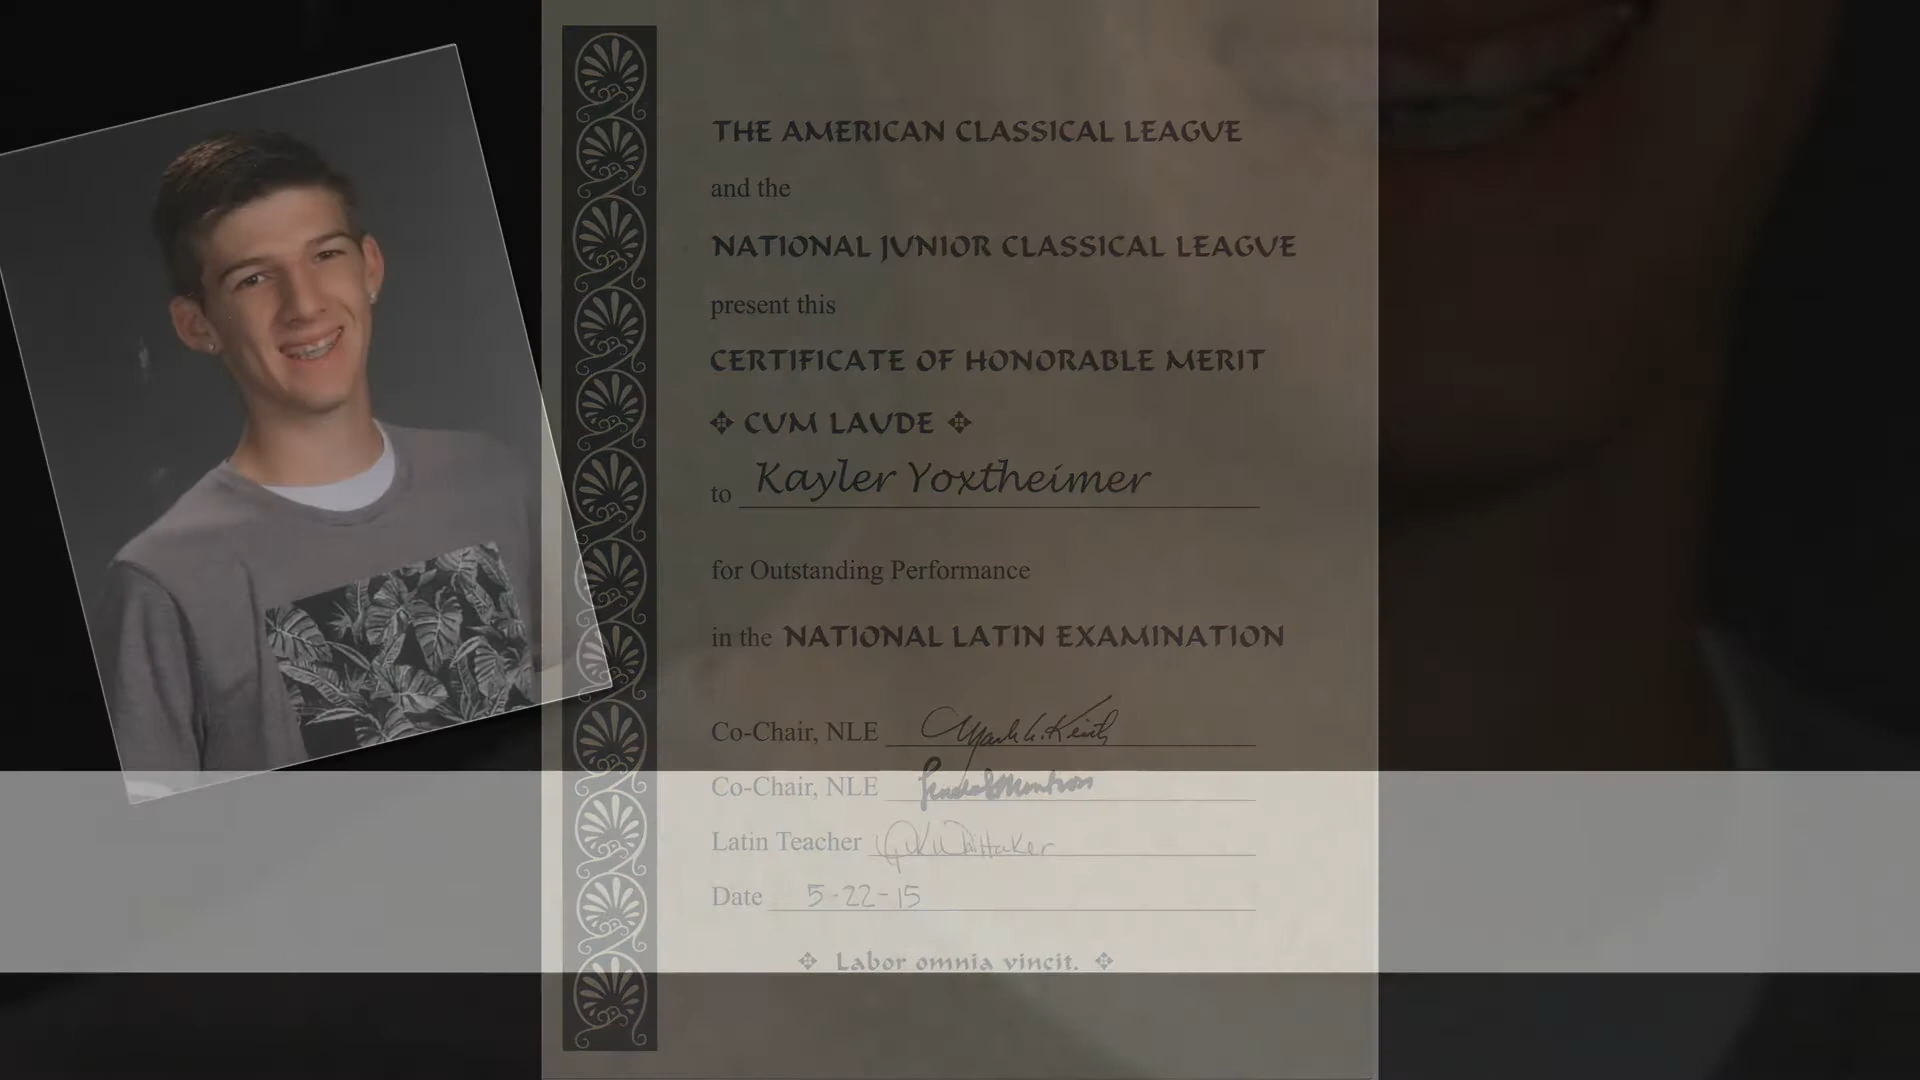 THE AMERICAN CLASSICAL LEAGUE
and the
NATIONAL JUNIOR CLASSICAL LEAGUE
present this
CERTIFICATE OF HONORABLE MERIT
CUM LAUDE
to Kayler Yoxtheimer
for Outstanding Performance
in the NATIONAL LATIN EXAMINATION
Co-Chair, NLE
Co-Chair, NLE
Latin Teacher Whittaker
Date 5-22-15
Labor omnia vincit.